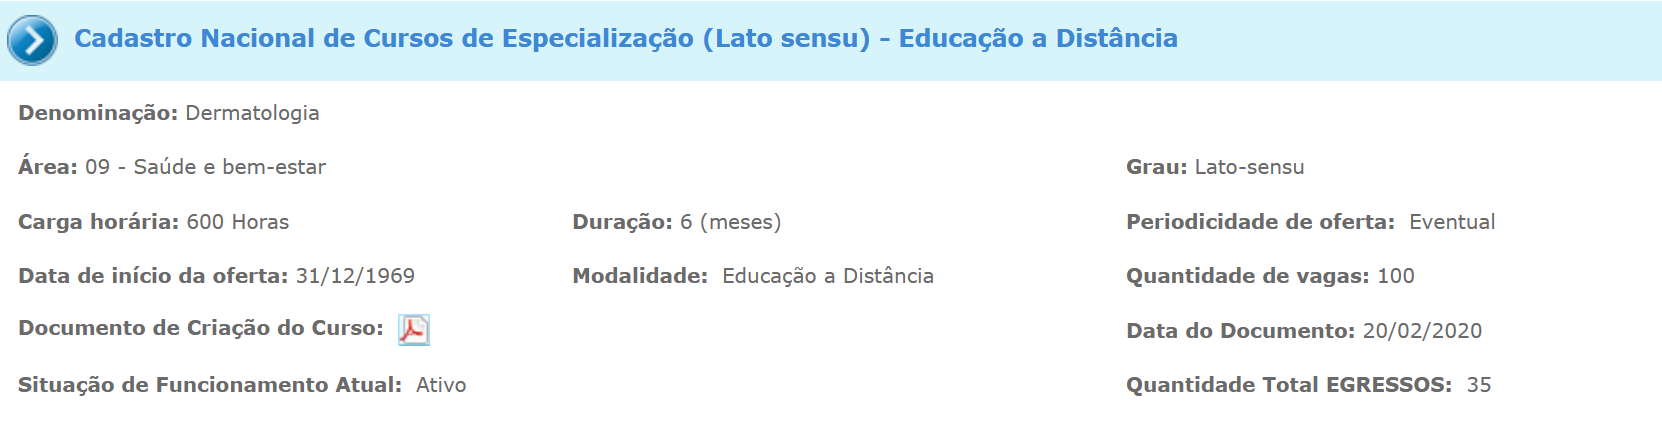 Cadastro Nacional de Cursos de Especialização (Lato sensu) - Educação a Distância
Denominação: Dermatologia
Área: 09 - Saúde e bem-estar Grau: Lato-sensu
Carga horária: 600 Horas Duração: 6 (meses) Periodicidade de oferta: Eventual
Data de início da oferta: 31/12/1969 Modalidade: Educação a Distância Quantidade de vagas: 100
Documento de Criação do Curso: Data do Documento: 20/02/2020
Situação de Funcionamento Atual: Ativo Quantidade Total EGRESSOS: 35